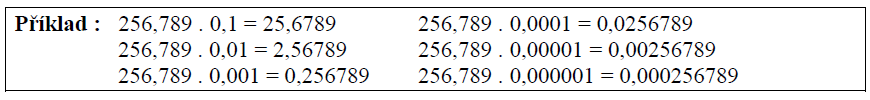 Příklad : 256,789 . 0,1 = 25,6789 256,789 . 0,0001 = 0,0256789
256,789 . 0,01 = 2,56789 256,789 . 0,00001 = 0,00256789
256,789 . 0,001 = 0,256789 256,789 . 0,000001 = 0,000256789